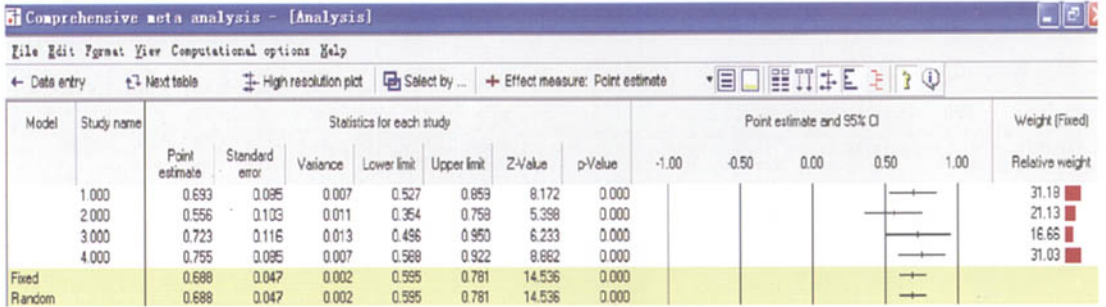 Comprehensive meta analysis - [Analysis]
File Edit Format View Computational options Help
← Data entry Next table High resolution plot Select by ... + Effect measure: Point estimate
Model Study name Statistics for each study Point estimate and 95% CI Weight (Fixed)
Point estimate Standard error Variance Lower limit Upper limit Z-Value p-Value -1.00 -0.50 0.00 0.50 1.00 Relative weight
1.000 0.693 0.085 0.007 0.527 0.859 8.172 0.000 31.18
2.000 0.556 0.103 0.011 0.354 0.758 5.398 0.000 21.13
3.000 0.723 0.116 0.013 0.496 0.950 6.233 0.000 16.66
4.000 0.755 0.085 0.007 0.588 0.922 8.882 0.000 31.03
Fixed 0.688 0.047 0.002 0.595 0.781 14.536 0.000
Random 0.688 0.047 0.002 0.595 0.781 14.536 0.000